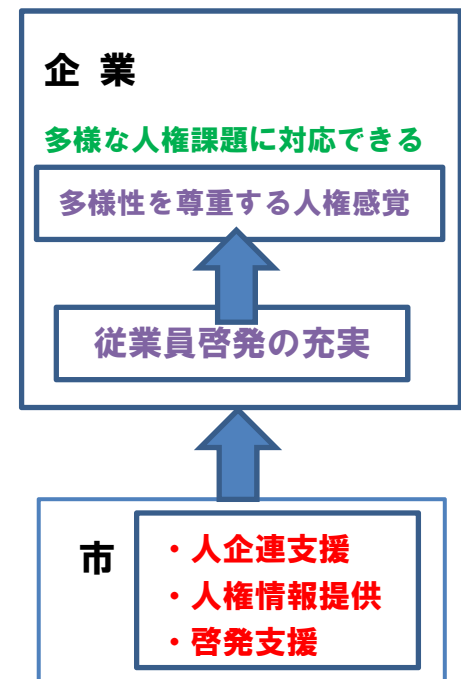 企 業
多様な人権課題に対応できる
多様性を尊重する人権感覚
従業員啓発の充実
市
・人企連支援
・人権情報提供
・啓発支援